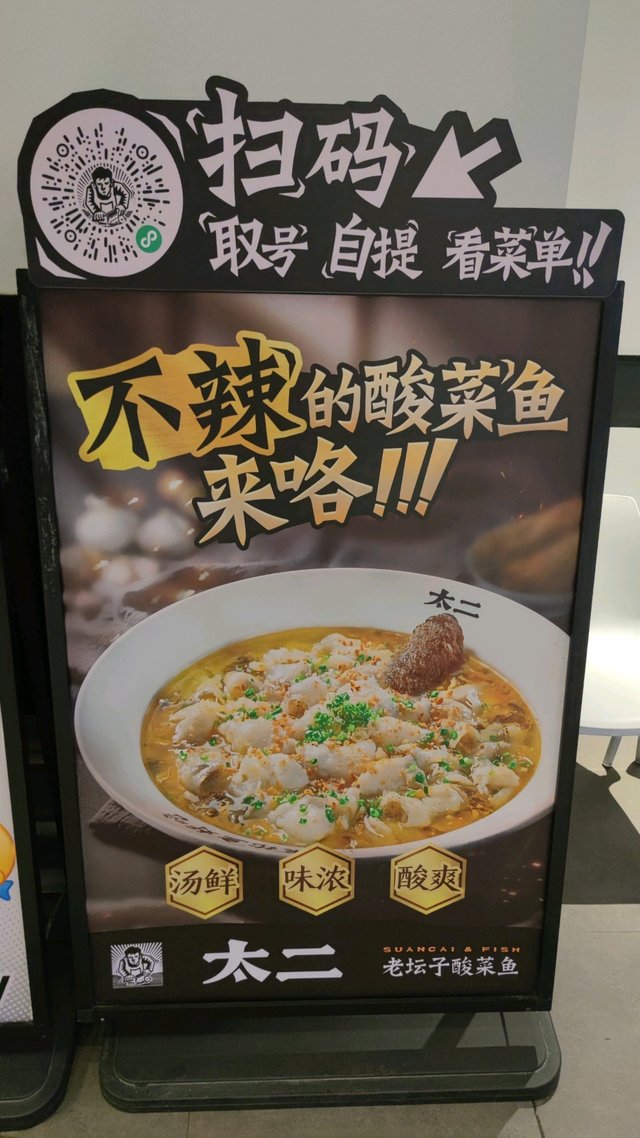 扫码
取号 自提 看菜单!!
不辣的酸菜鱼
来咯!!!
太二
汤鲜 味浓 酸爽
太二
SUANCAI & FISH
老坛子酸菜鱼